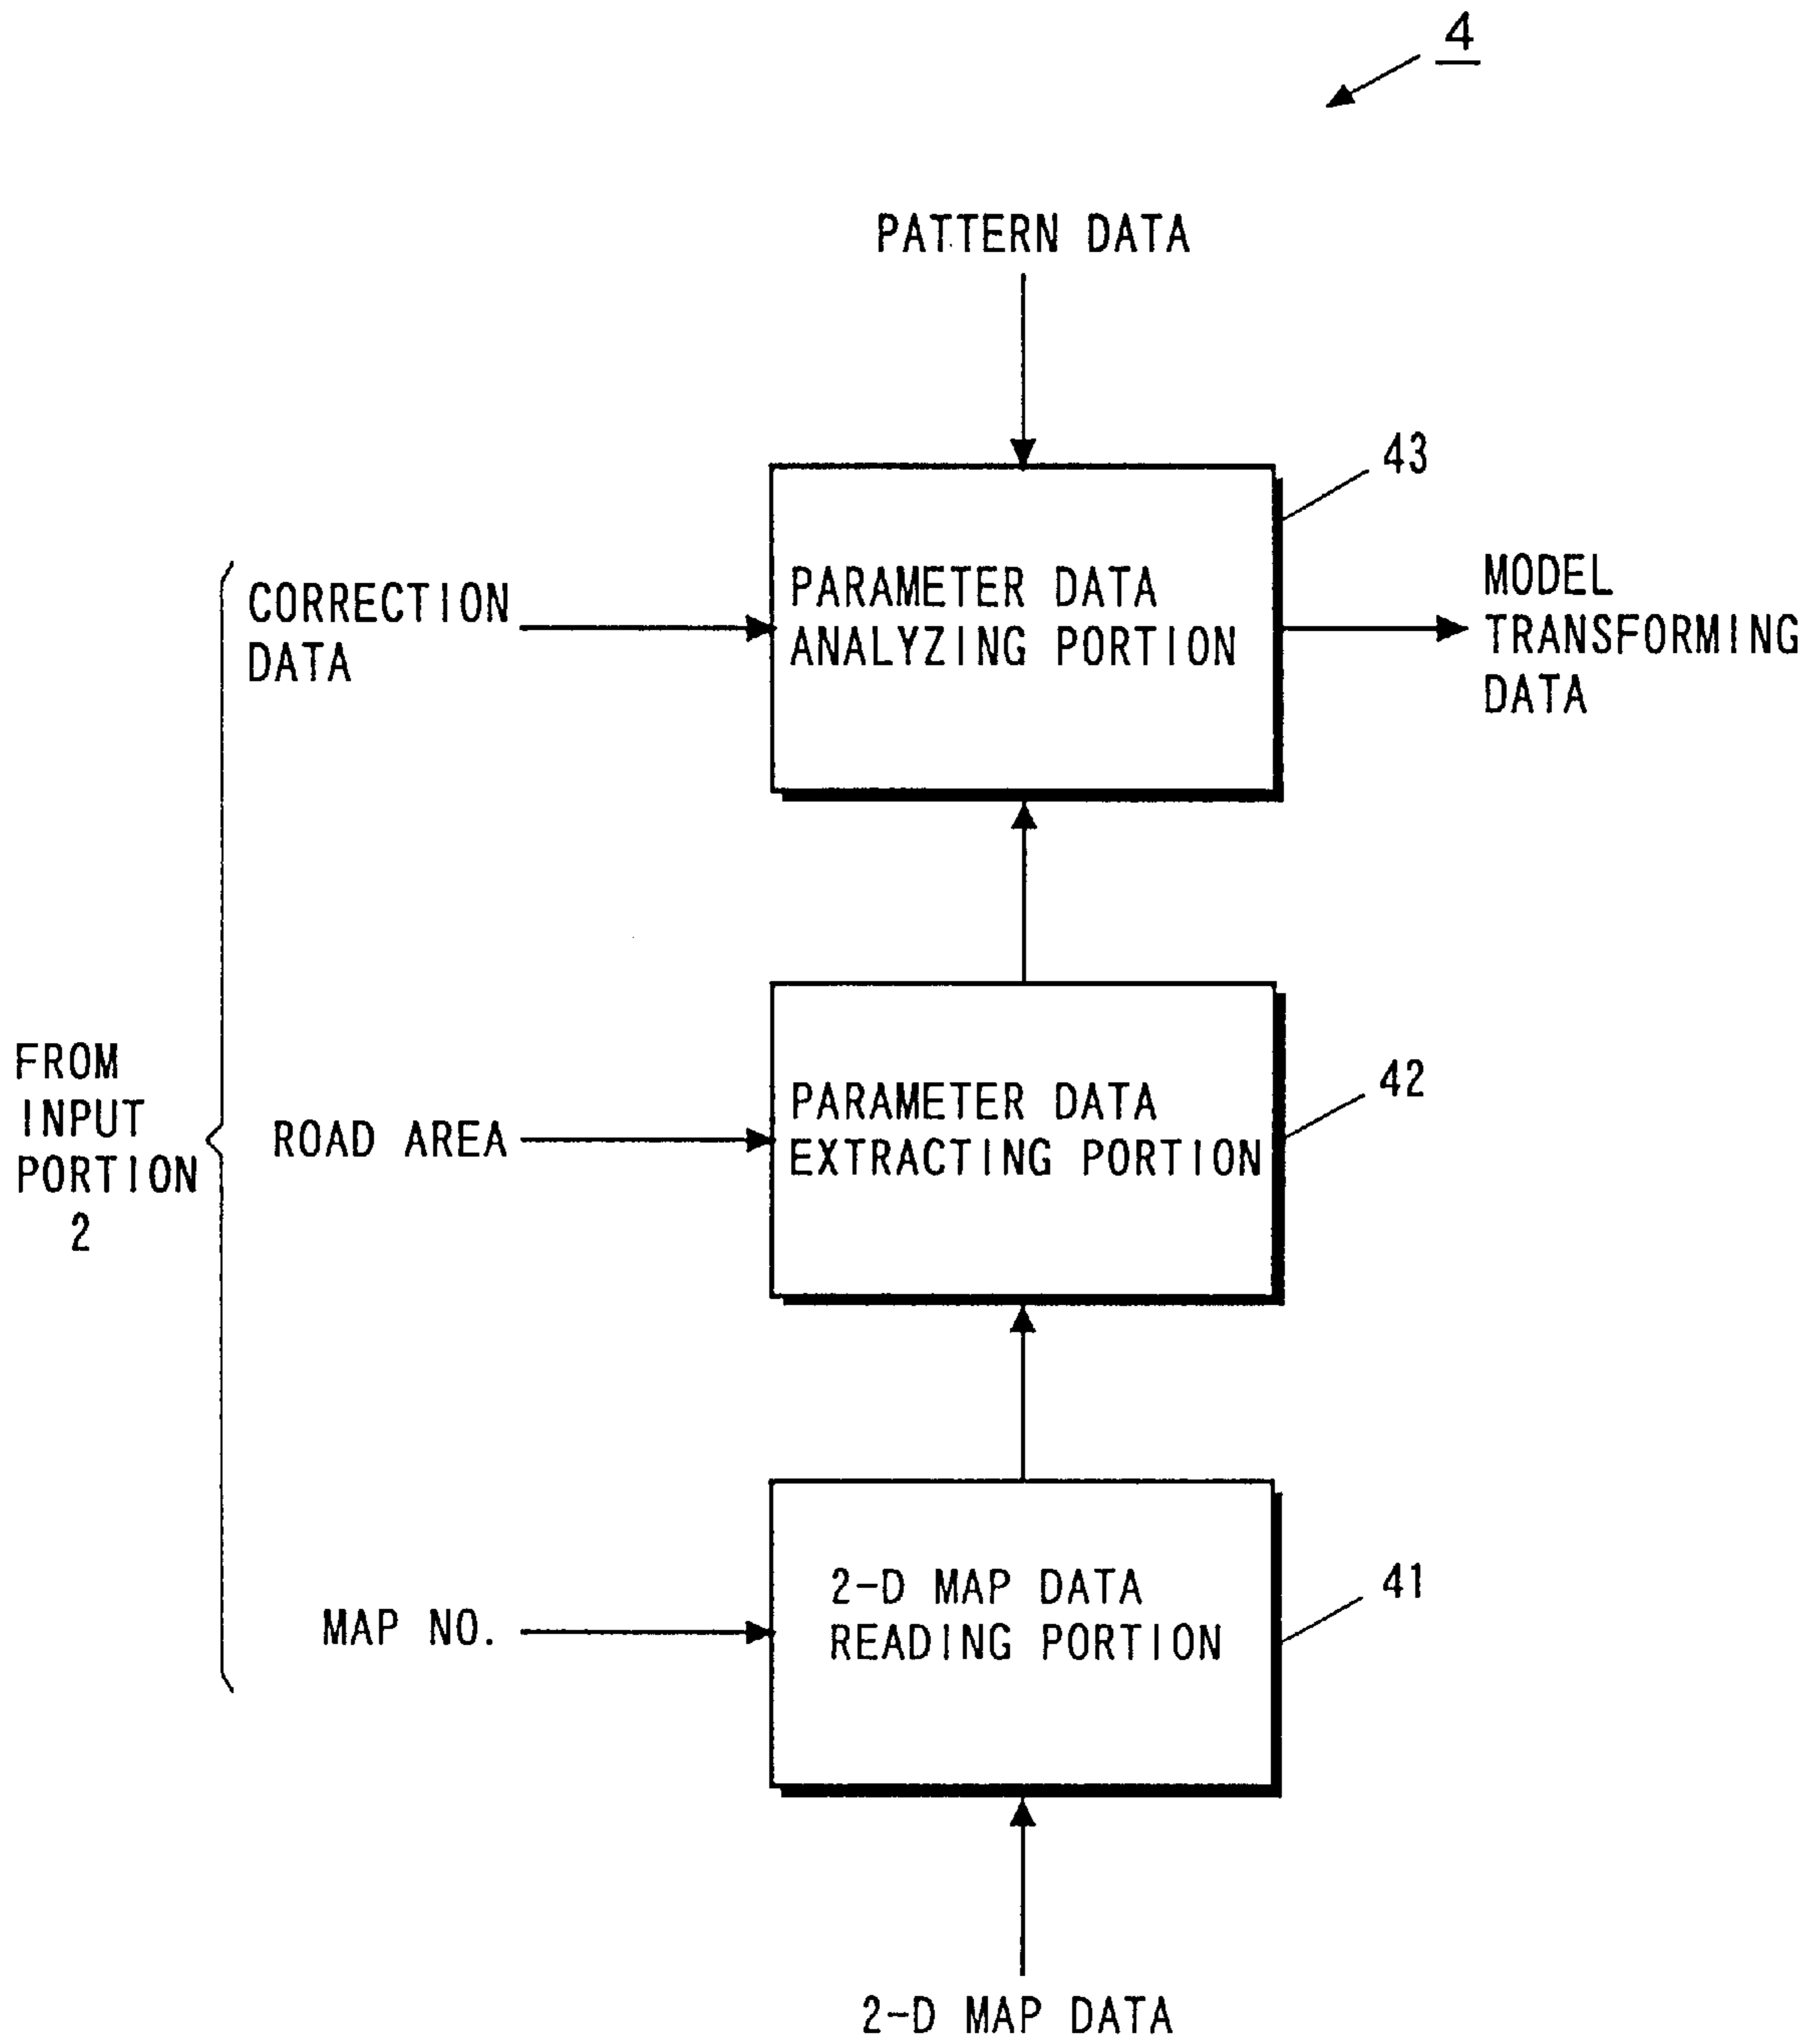 4
PATTERN DATA
43
CORRECTION
DATA
PARAMETER DATA
ANALYZING PORTION
MODEL
TRANSFORMING
DATA
FROM
INPUT
PORTION
2
ROAD AREA
PARAMETER DATA
EXTRACTING PORTION
42
MAP NO.
2-D MAP DATA
READING PORTION
41
2-D MAP DATA